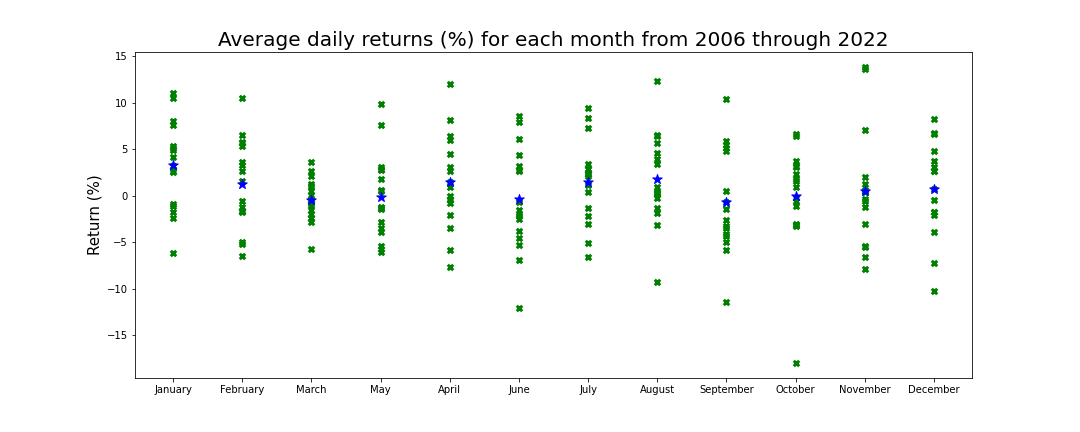 Average daily returns (%) for each month from 2006 through 2022
Return (%)
15
10
5
0
−5
−10
−15
January February March May April June July August September October November December